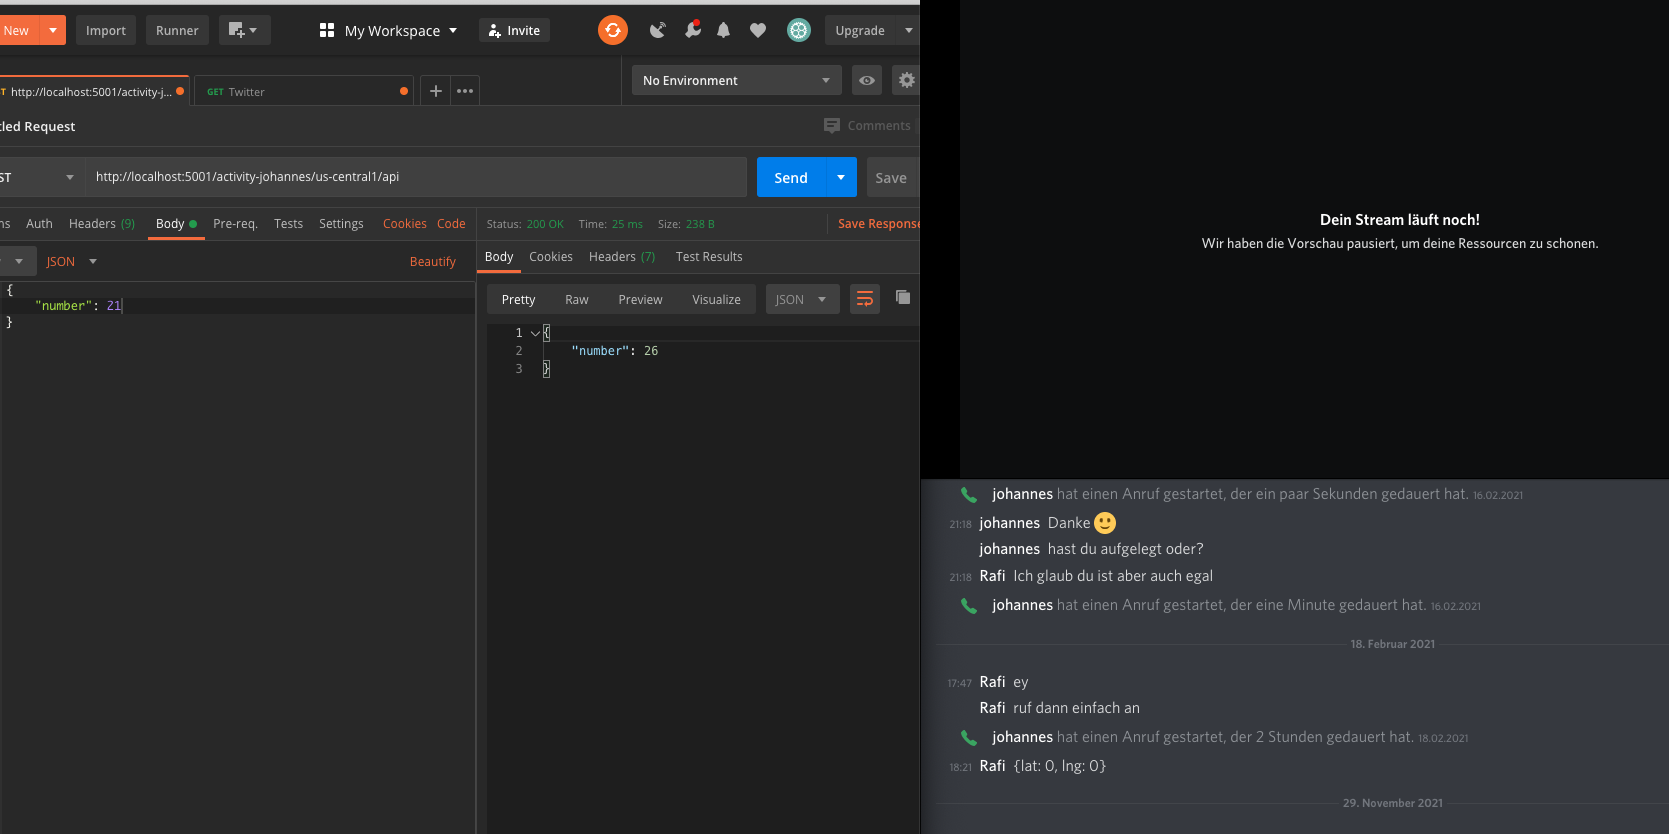 New
Import
Runner
My Workspace
Invite
Upgrade
T http://localhost:5001/activity-j...
GET Twitter
+ •••
No Environment
led Request
Comments
ST
http://localhost:5001/activity-johannes/us-central1/api
Send
Save
ns Auth Headers (9) Body Pre-req. Tests Settings Cookies Code
JSON
Beautify
{
"number": 21
}
Status: 200 OK Time: 25 ms Size: 238 B
Save Response
Body Cookies Headers (7) Test Results
Pretty Raw Preview Visualize JSON
1 {
2 "number": 26
3 }
Dein Stream läuft noch!
Wir haben die Vorschau pausiert, um deine Ressourcen zu schonen.
johannes hat einen Anruf gestartet, der ein paar Sekunden gedauert hat. 16.02.2021
21:18 johannes Danke 🙂
johannes hast du aufgelegt oder?
21:18 Rafi Ich glaub du ist aber auch egal
johannes hat einen Anruf gestartet, der eine Minute gedauert hat. 16.02.2021
18. Februar 2021
17:47 Rafi ey
Rafi ruf dann einfach an
johannes hat einen Anruf gestartet, der 2 Stunden gedauert hat. 18.02.2021
18:21 Rafi {lat: 0, lng: 0}
29. November 2021